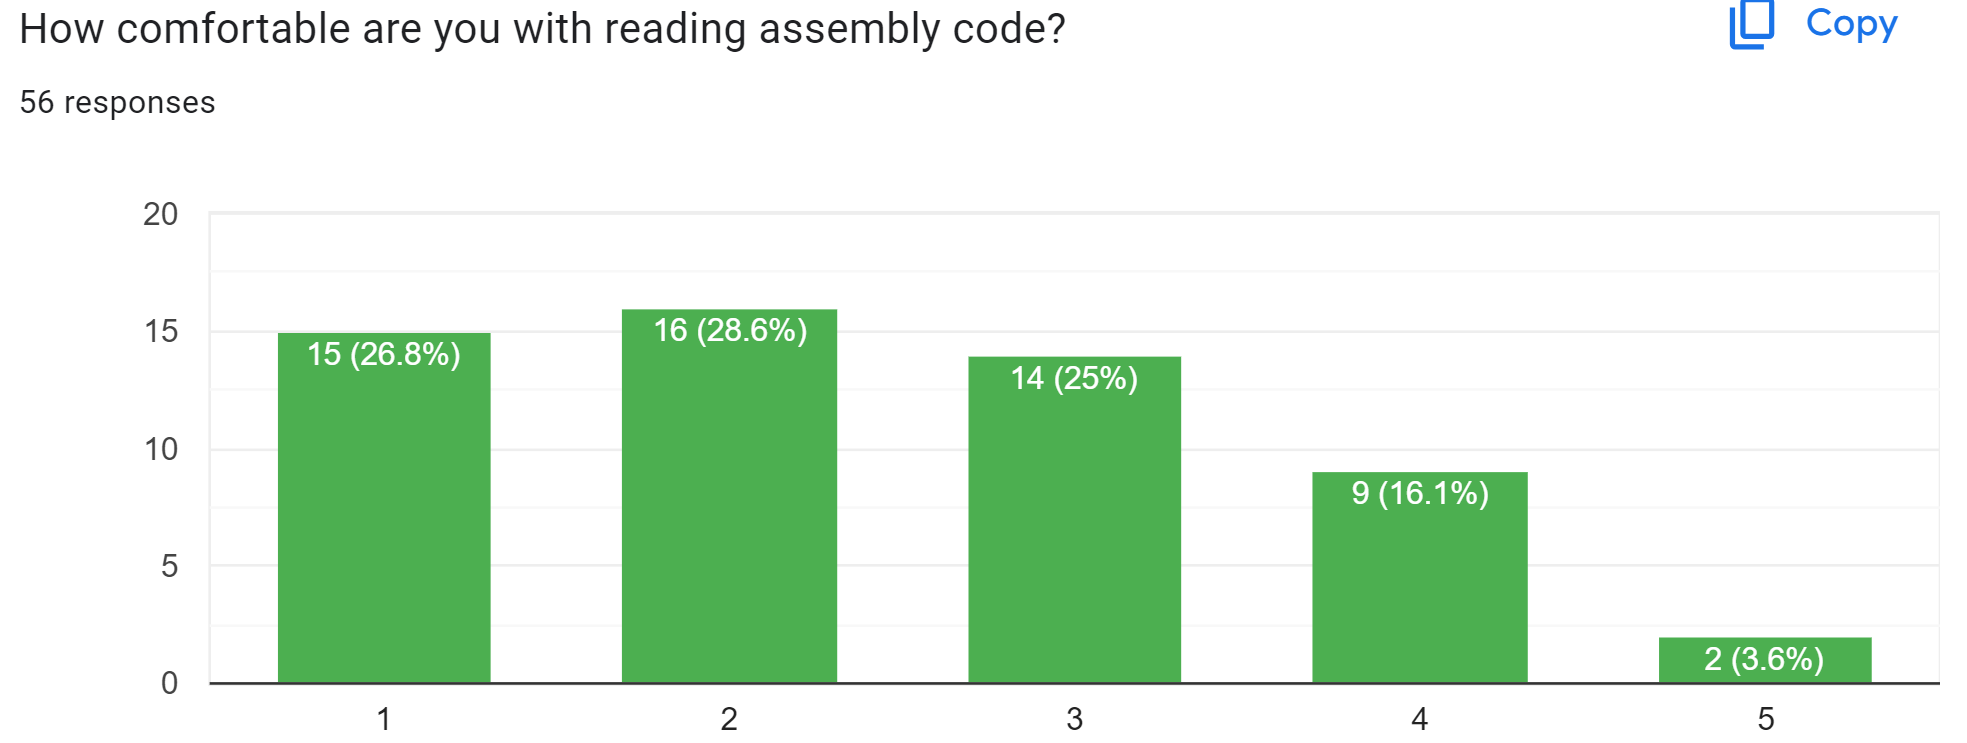 How comfortable are you with reading assembly code?
Copy
56 responses
20
15
10
5
0
15 (26.8%)
16 (28.6%)
14 (25%)
9 (16.1%)
2 (3.6%)
1 2 3 4 5